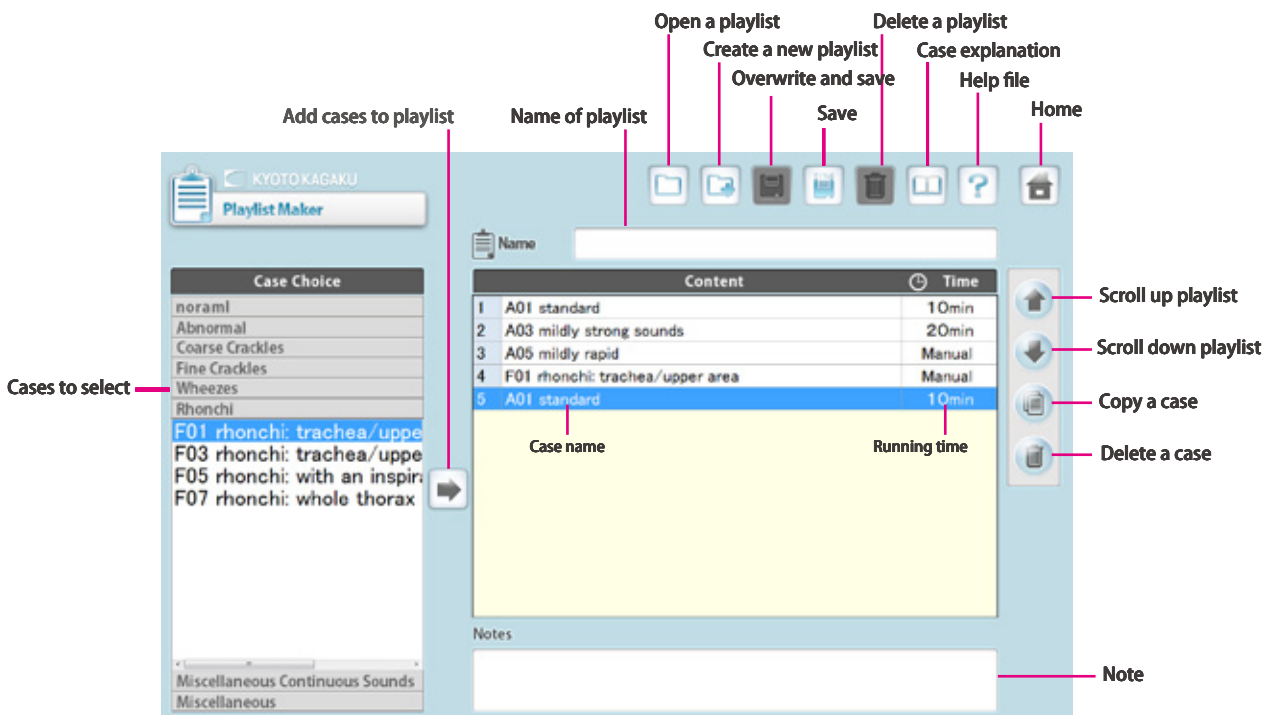 Open a playlist
Delete a playlist
Create a new playlist
Case explanation
Overwrite and save
Help file
Add cases to playlist
Name of playlist
Save
Home
KYOTO KAGAKU
Playlist Maker
?
Name
Case Choice
Content
Time
noraml
Abnormal
Coarse Crackles
Fine Crackles
Wheezes
Rhonchi
F01 rhonchi: trachea/uppe
F03 rhonchi: trachea/uppe
F05 rhonchi: with an inspir
F07 rhonchi: whole thorax
Miscellaneous Continuous Sounds
Miscellaneous
Cases to select
1 A01 standard 10min
2 A03 mildly strong sounds 20min
3 A05 mildly rapid Manual
4 F01 rhonchi: trachea/upper area Manual
5 A01 standard 10min
Case name
Running time
Scroll up playlist
Scroll down playlist
Copy a case
Delete a case
Notes
Note